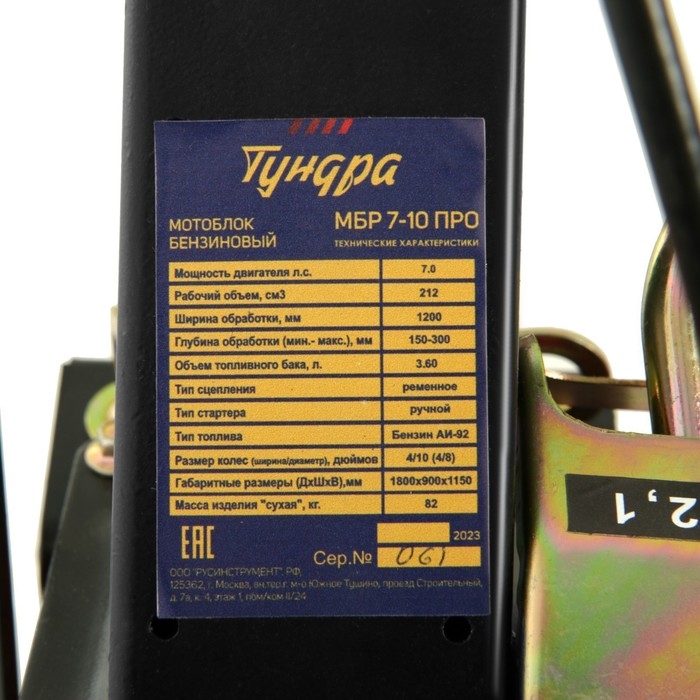 Тундра
МОТОБЛОК
БЕНЗИНОВЫЙ
МБР 7-10 ПРО
ТЕХНИЧЕСКИЕ ХАРАКТЕРИСТИКИ
Мощность двигателя л.с. 7.0
Рабочий объем, см3 212
Ширина обработки, мм 1200
Глубина обработки (мин.- макс.), мм 150-300
Объем топливного бака, л. 3.60
Тип сцепления ременное
Тип стартера ручной
Тип топлива Бензин АИ-92
Размер колес (ширина/диаметр), дюймов 4/10 (4/8)
Габаритные размеры (ДхШхВ),мм 1800х900х1150
Масса изделия "сухая", кг. 82
ЕАС
2023
Сер.№ 061
ООО "РУСИНСТРУМЕНТ", РФ,
125362, г. Москва, вн.тер.г. м-о Южное Тушино, проезд Строительный,
д. 7а, к. 4, этаж 1, пом/ком II/24
2,1